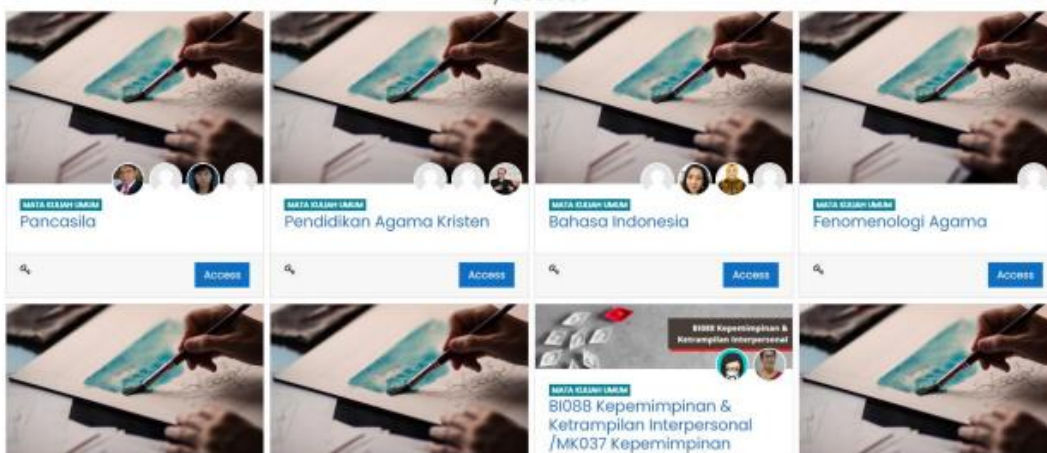 MATA KULIAH UMUM
Pancasila
Access
MATA KULIAH UMUM
Pendidikan Agama Kristen
Access
MATA KULIAH UMUM
Bahasa Indonesia
Access
MATA KULIAH UMUM
Fenomenologi Agama
Access
BI088 Kepemimpinan &
Ketrampilan Interpersonal
MATA KULIAH UMUM
BI088 Kepemimpinan &
Ketrampilan Interpersonal
/MK037 Kepemimpinan